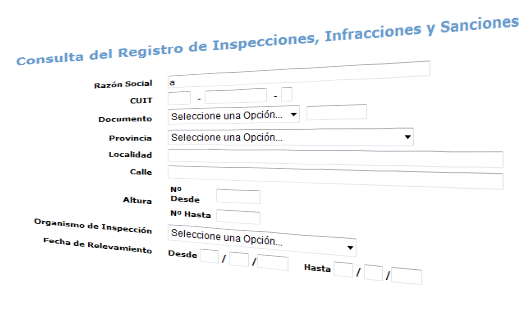 Consulta del Registro de Inspecciones, Infracciones y Sanciones
Razón Social a
CUIT - -
Documento Seleccione una Opción...
Provincia Seleccione una Opción...
Localidad
Calle
Altura Nº Desde
Nº Hasta
Organismo de Inspección Seleccione una Opción...
Fecha de Relevamiento Desde / / Hasta / /